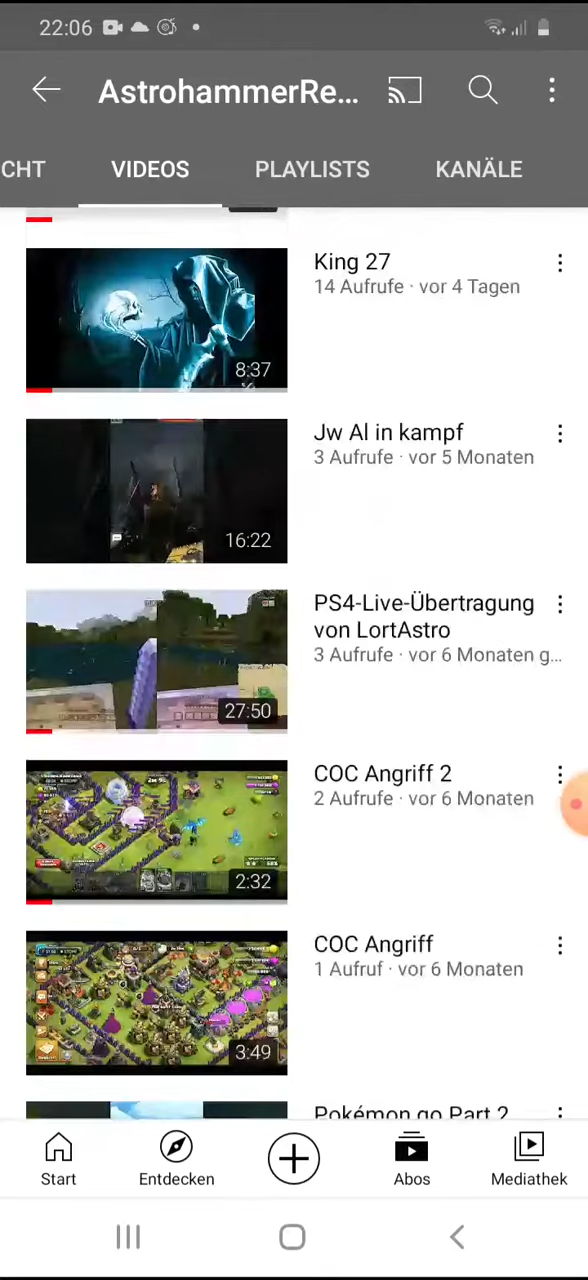 22:06
AstrohammerRe...
CHT
VIDEOS
PLAYLISTS
KANÄLE
King 27
14 Aufrufe · vor 4 Tagen
8:37
Jw Al in kampf
3 Aufrufe · vor 5 Monaten
16:22
PS4-Live-Übertragung
von LortAstro
3 Aufrufe · vor 6 Monaten g...
27:50
COC Angriff 2
2 Aufrufe · vor 6 Monaten
2:32
COC Angriff
1 Aufruf · vor 6 Monaten
3:49
Pokémon go Part 2
Start
Entdecken
Abos
Mediathek